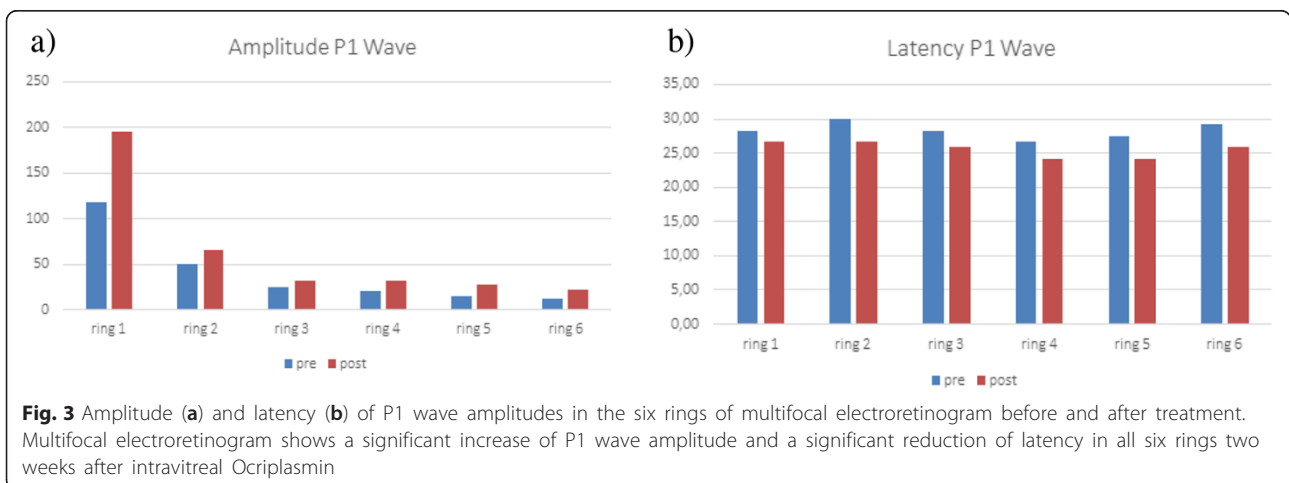 a)
Amplitude P1 Wave
250
200
150
100
50
0
ring 1 ring 2 ring 3 ring 4 ring 5 ring 6
pre post
b)
Latency P1 Wave
35,00
30,00
25,00
20,00
15,00
10,00
5,00
0,00
ring 1 ring 2 ring 3 ring 4 ring 5 ring 6
pre post
Fig. 3 Amplitude (a) and latency (b) of P1 wave amplitudes in the six rings of multifocal electroretinogram before and after treatment.
Multifocal electroretinogram shows a significant increase of P1 wave amplitude and a significant reduction of latency in all six rings two
weeks after intravitreal Ocriplasmin